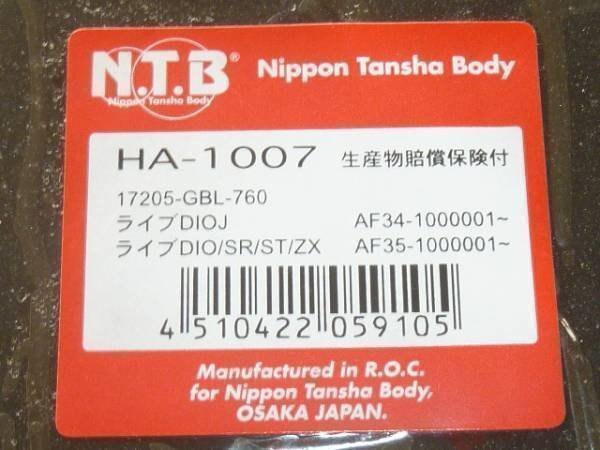 N.T.B®
Nippon Tansha Body
Nippon Tansha Body
HA-1007 生産物賠償保険付
17205-GBL-760
ライブDIOJ AF34-1000001~
ライブDIO/SR/ST/ZX AF35-1000001~
4 510422 059105
Manufactured in R.O.C.
for Nippon Tansha Body,
OSAKA JAPAN.